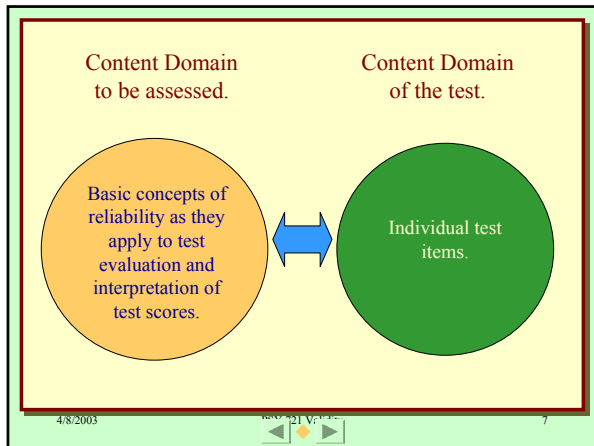 Content Domain
to be assessed.
Content Domain
of the test.
Basic concepts of
reliability as they
apply to test
evaluation and
interpretation of
test scores.
Individual test
items.
4/8/2003
721
7